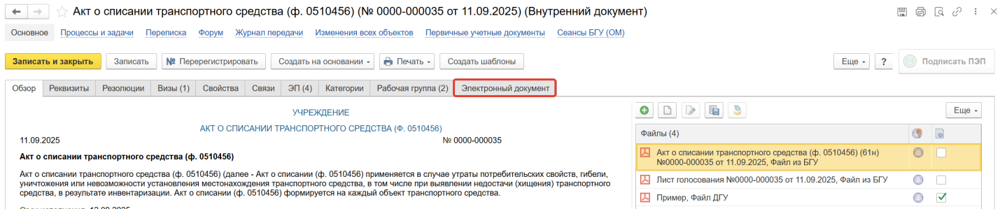 Акт о списании транспортного средства (ф. 0510456) (№ 0000-000035 от 11.09.2025) (Внутренний документ)
Основное Процессы и задачи Переписка Форум Журнал передачи Изменения всех объектов Первичные учетные документы Сеансы БГУ (ОМ)
Записать и закрыть Записать № Перерегистрировать Создать на основании Печать Создать шаблоны Еще ? Подписать ПЭП
Обзор Реквизиты Резолюции Визы (1) Свойства Связи ЭП (4) Категории Рабочая группа (2) Электронный документ
УЧРЕЖДЕНИЕ
АКТ О СПИСАНИИ ТРАНСПОРТНОГО СРЕДСТВА (Ф. 0510456)
11.09.2025 № 0000-000035
Акт о списании транспортного средства (ф. 0510456)
Акт о списании транспортного средства (ф. 0510456) (далее - Акт о списании (ф. 0510456) применяется в случае утраты потребительских свойств, гибели,
уничтожения или невозможности установления местонахождения транспортного средства, в том числе при выявлении недостачи (хищения) транспортного
средства, в результате инвентаризации. Акт о списании (ф. 0510456) формируется на каждый объект транспортного средства.
Еще
Файлы (4)
Акт о списании транспортного средства (ф. 0510456) (61н)
№0000-000035 от 11.09.2025, Файл из БГУ
Лист голосования №0000-000035 от 11.09.2025, Файл из БГУ
Пример, Файл ДГУ